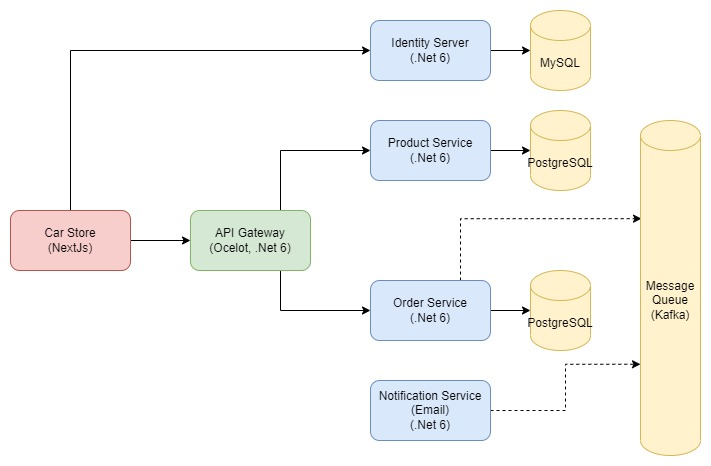 Identity Server
(.Net 6)
MySQL
Product Service
(.Net 6)
PostgreSQL
Car Store
(NextJs)
API Gateway
(Ocelot, .Net 6)
Order Service
(.Net 6)
PostgreSQL
Message
Queue
(Kafka)
Notification Service
(Email)
(.Net 6)